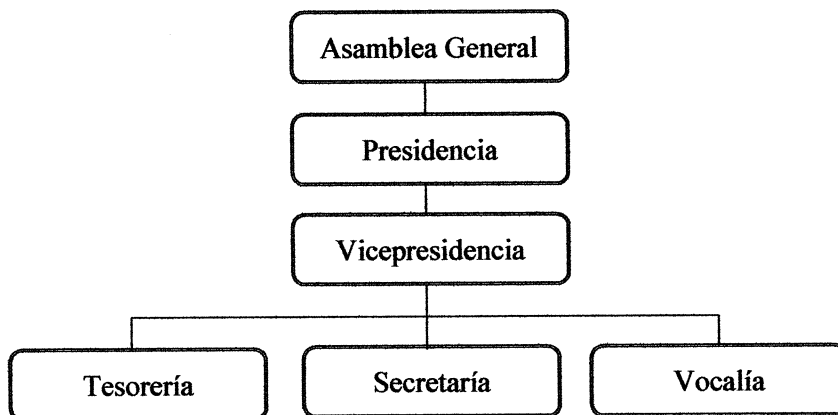 Asamblea General
Presidencia
Vicepresidencia
Tesorería
Secretaría
Vocalía